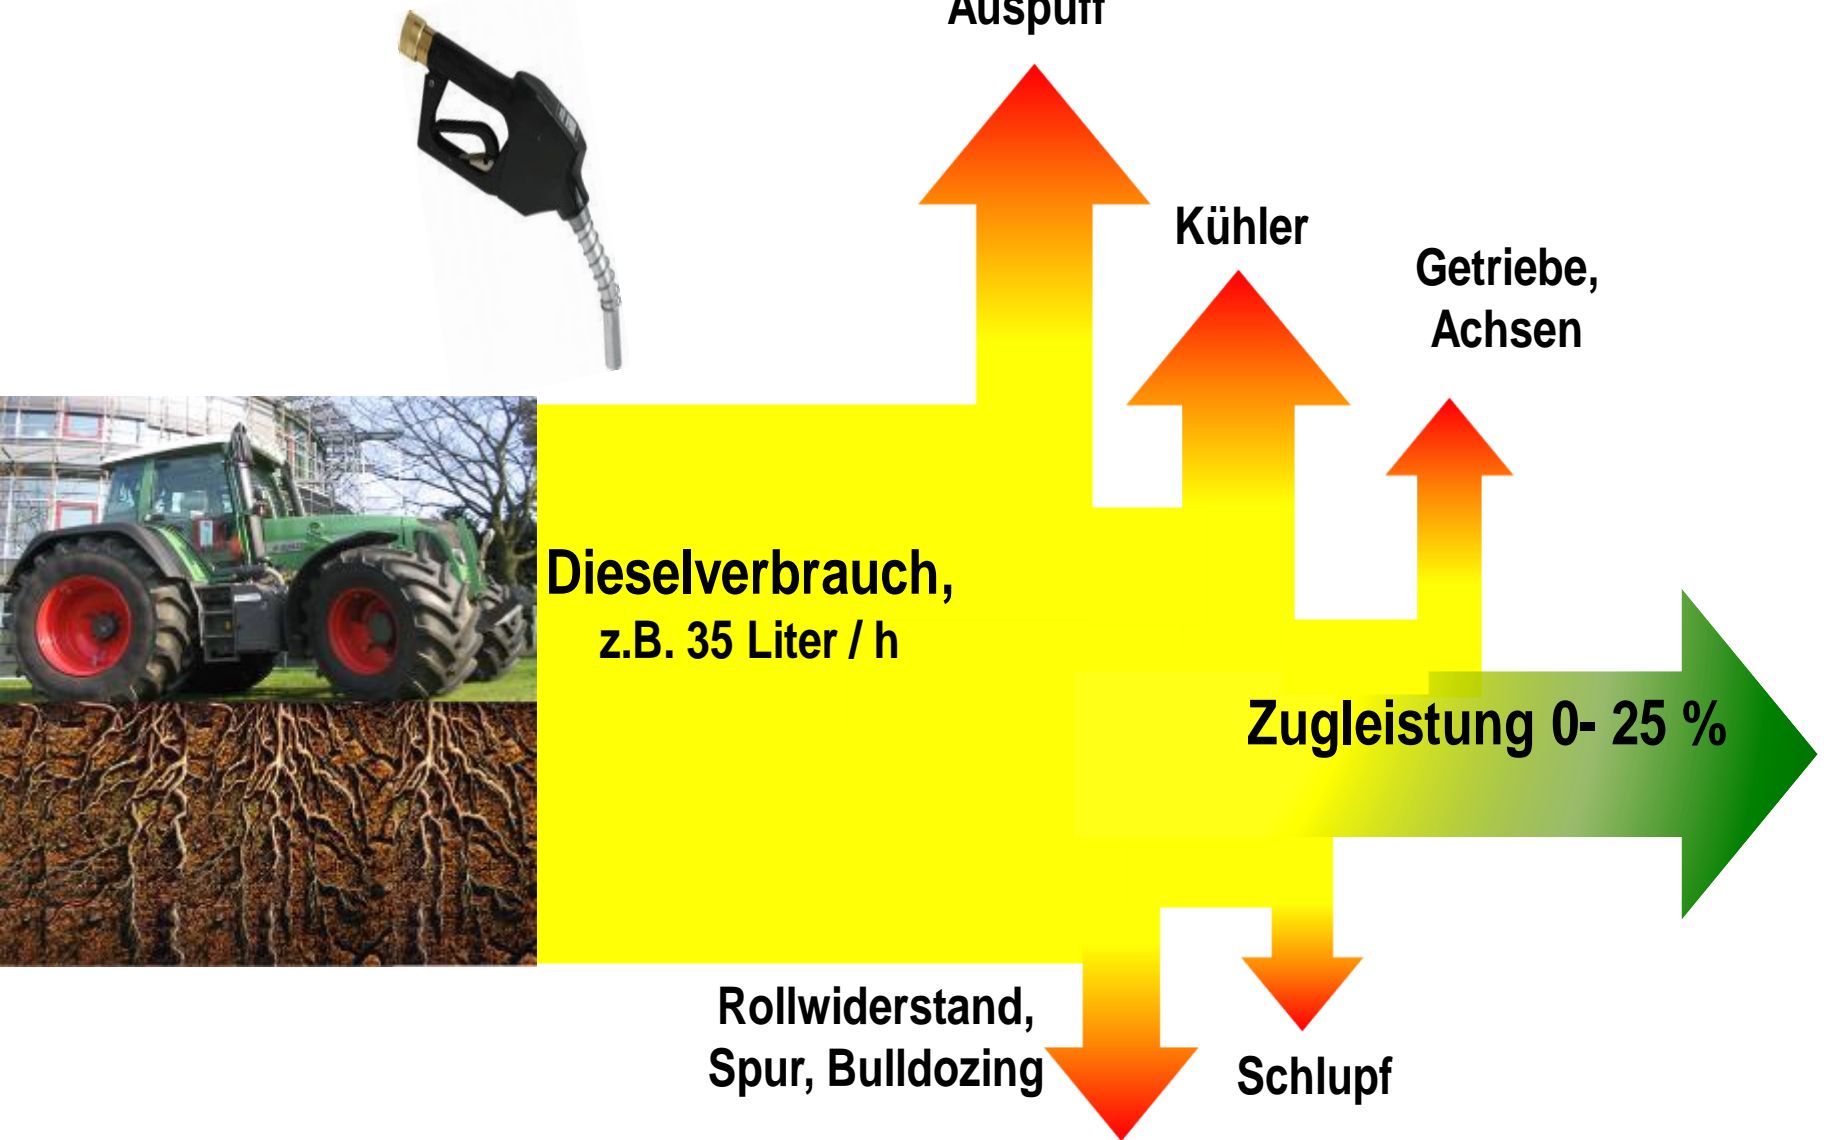 Auspuff
Kühler
Getriebe,
Achsen
Dieselverbrauch,
z.B. 35 Liter / h
Zugleistung 0- 25 %
Rollwiderstand,
Spur, Bulldozing
Schlupf